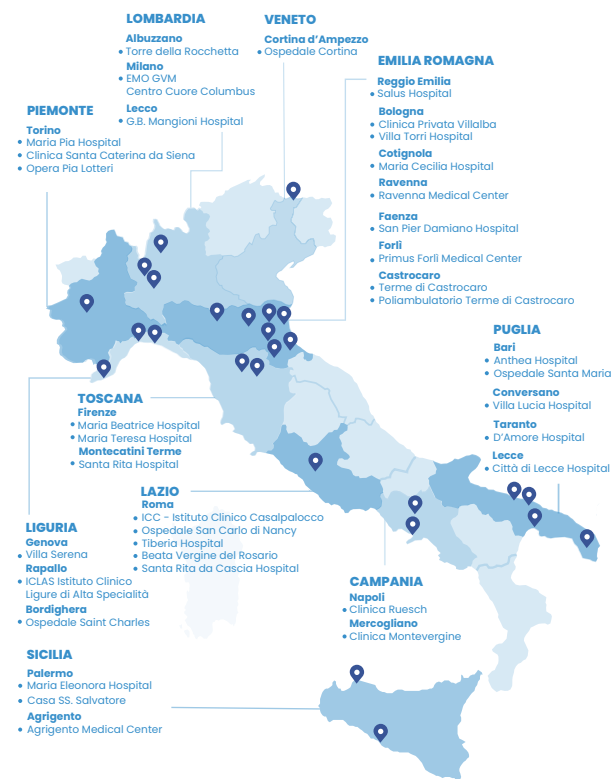 LOMBARDIA
Albuzzano
• Torre della Rocchetta
Milano
• EMO GVM
Centro Cuore Columbus
Lecco
• G.B. Mangioni Hospital
VENETO
Cortina d'Ampezzo
• Ospedale Cortina
EMILIA ROMAGNA
Reggio Emilia
• Salus Hospital
Bologna
• Clinica Privata Villalba
• Villa Torri Hospital
Cotignola
• Maria Cecilia Hospital
Ravenna
• Ravenna Medical Center
Faenza
• San Pier Damiano Hospital
Forlì
• Primus Forlì Medical Center
Castrocaro
• Terme di Castrocaro
• Poliambulatorio Terme di Castrocaro
PIEMONTE
Torino
• Maria Pia Hospital
• Clinica Santa Caterina da Siena
• Opera Pia Lotteri
PUGLIA
Bari
• Anthea Hospital
• Ospedale Santa Maria
Conversano
• Villa Lucia Hospital
Taranto
• D'Amore Hospital
Lecce
• Città di Lecce Hospital
TOSCANA
Firenze
• Maria Beatrice Hospital
• Maria Teresa Hospital
Montecatini Terme
• Santa Rita Hospital
LAZIO
Roma
• ICC - Istituto Clinico Casalpalocco
• Ospedale San Carlo di Nancy
• Tiberia Hospital
• Beata Vergine del Rosario
• Santa Rita da Cascia Hospital
LIGURIA
Genova
• Villa Serena
Rapallo
• ICLAS Istituto Clinico
Ligure di Alta Specialità
Bordighera
• Ospedale Saint Charles
CAMPANIA
Napoli
• Clinica Ruesch
Mercogliano
• Clinica Montevergine
SICILIA
Palermo
• Maria Eleonora Hospital
• Casa SS. Salvatore
Agrigento
• Agrigento Medical Center